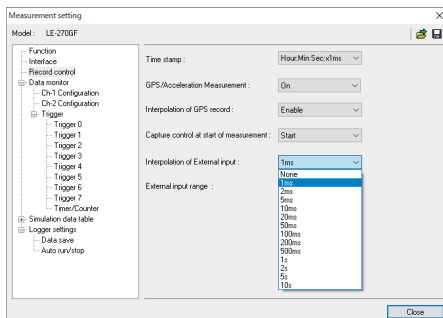 Measurement setting
Model : LE-270GF
Function
Interface
Record control
Data monitor
Ch-1 Configuration
Ch-2 Configuration
Trigger
Trigger 0
Trigger 1
Trigger 2
Trigger 3
Trigger 4
Trigger 5
Trigger 6
Trigger 7
Timer/Counter
Simulation data table
Logger settings
Data save
Auto run/stop
Time stamp : Hour:Min:Sec:x1ms
GPS/Acceleration Measurement : On
Interpolation of GPS record : Enable
Capture control at start of measurement : Start
Interpolation of External input : 1ms
External input range :
None
1ms
2ms
5ms
10ms
20ms
50ms
100ms
200ms
500ms
1s
2s
5s
10s
Close